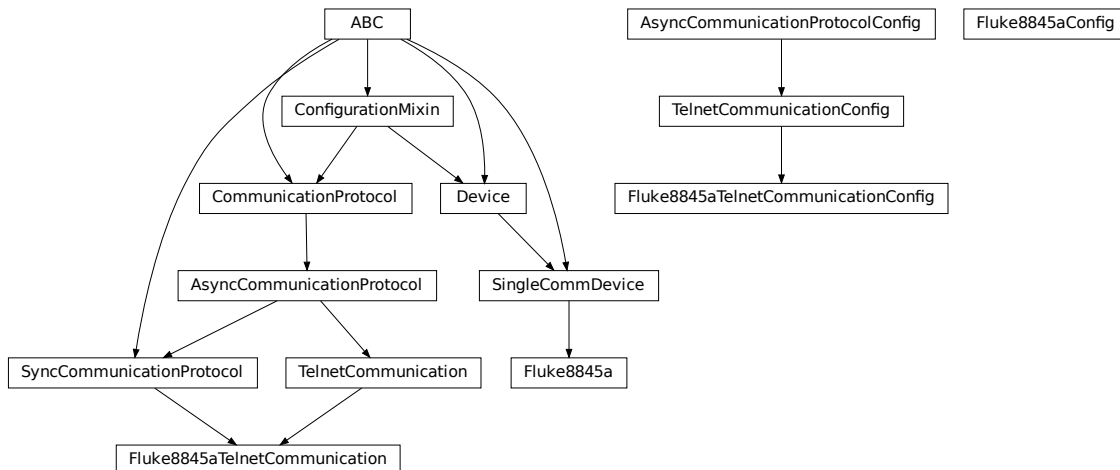 ABC
AsyncCommunicationProtocolConfig
Fluke8845aConfig
ConfigurationMixin
TelnetCommunicationConfig
CommunicationProtocol
Device
Fluke8845aTelnetCommunicationConfig
AsyncCommunicationProtocol
SingleCommDevice
SyncCommunicationProtocol
TelnetCommunication
Fluke8845a
Fluke8845aTelnetCommunication